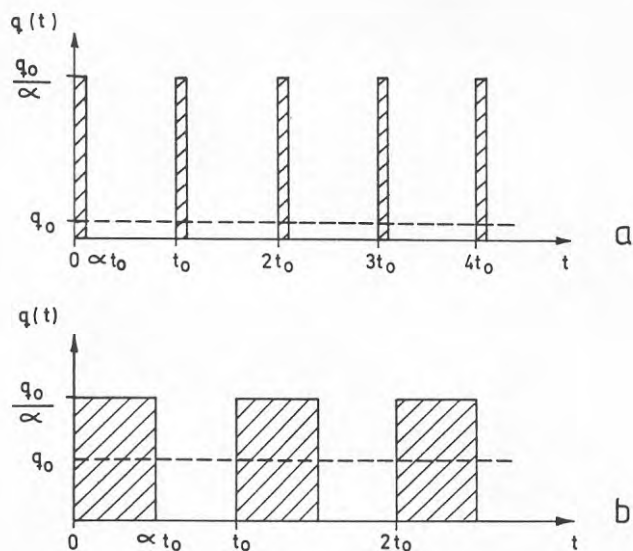 q(t)
q₀/α
q₀
0 αt₀ t₀ 2t₀ 3t₀ 4t₀ t
a
q(t)
q₀/α
q₀
0 αt₀ t₀ 2t₀ t
b